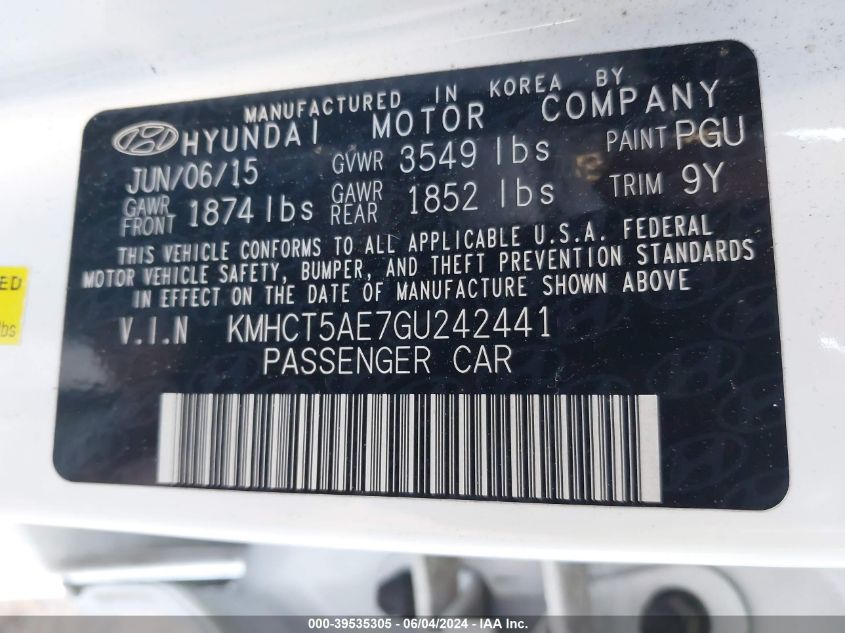 MANUFACTURED IN KOREA BY
HYUNDAI MOTOR COMPANY
JUN/06/15 GVWR 3549 lbs PAINT PGU
GAWR FRONT 1874 lbs GAWR REAR 1852 lbs TRIM 9Y
THIS VEHICLE CONFORMS TO ALL APPLICABLE U.S.A. FEDERAL
MOTOR VEHICLE SAFETY, BUMPER, AND THEFT PREVENTION STANDARDS
IN EFFECT ON THE DATE OF MANUFACTURE SHOWN ABOVE
V.I.N KMHCT5AE7GU242441
PASSENGER CAR
lbs
000-39535305 - 06/04/2024 - IAA Inc.